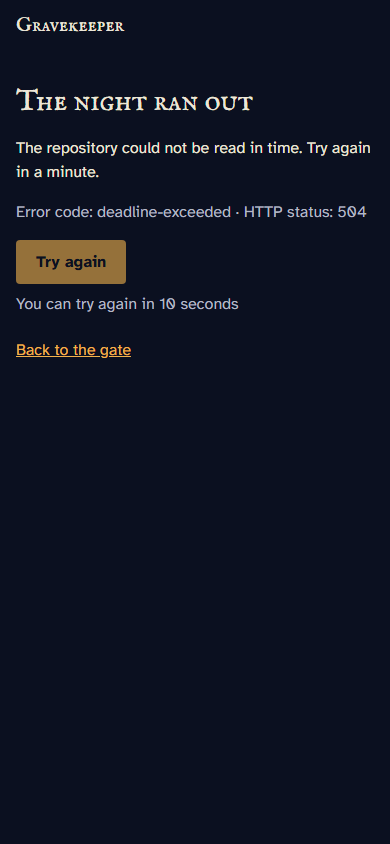 Gravekeeper
The night ran out
The repository could not be read in time. Try again
in a minute.
Error code: deadline-exceeded · HTTP status: 504
Try again
You can try again in 10 seconds
Back to the gate